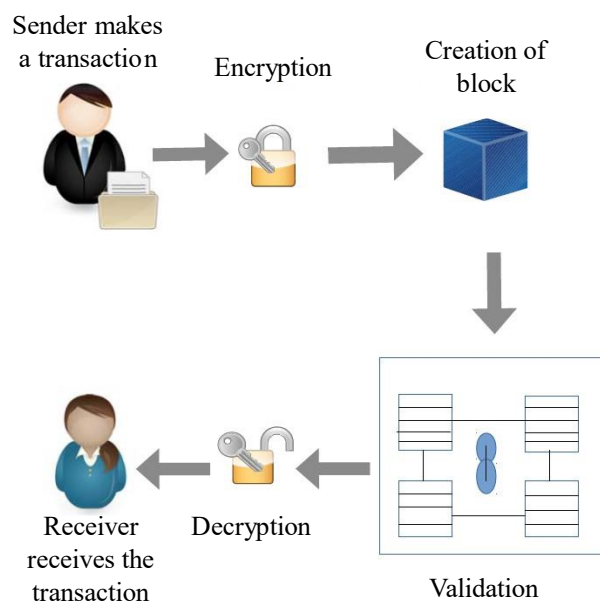 Sender makes
a transaction
Encryption
Creation of
block
Receiver
receives the
transaction
Decryption
Validation